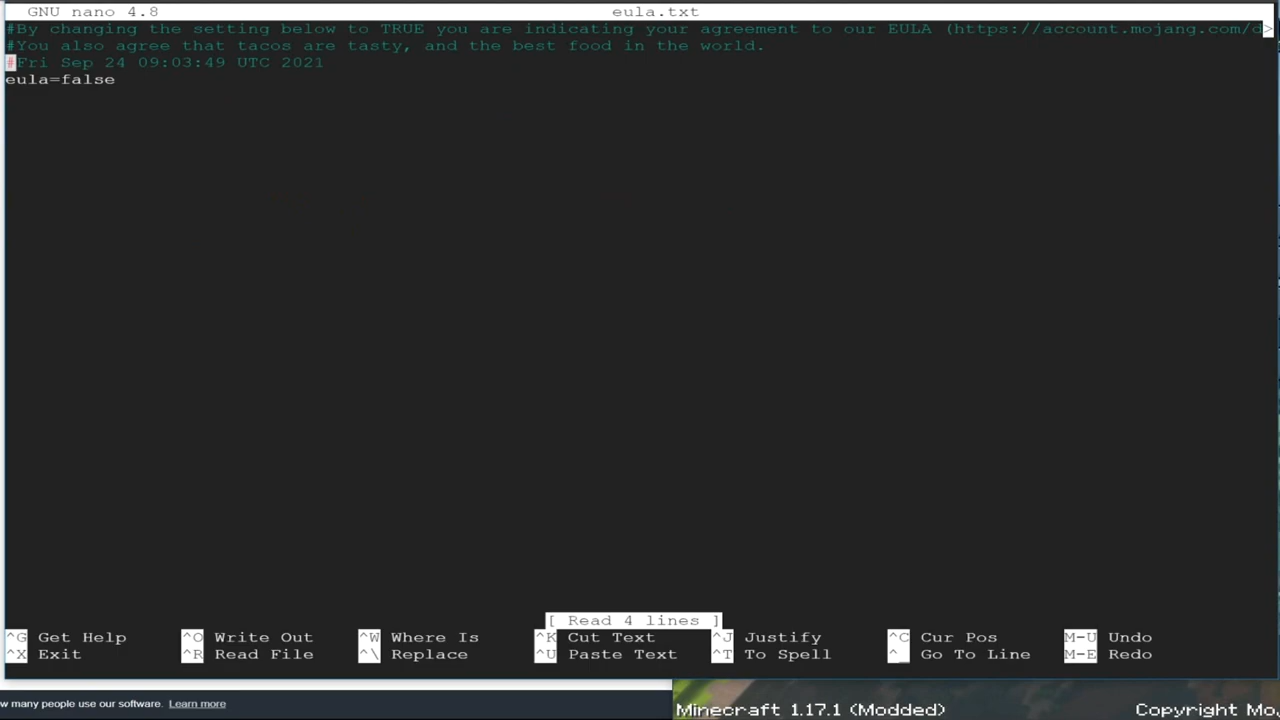 GNU nano 4.8 eula.txt
#By changing the setting below to TRUE you are indicating your agreement to our EULA (https://account.mojang.com/d>
#You also agree that tacos are tasty, and the best food in the world.
#Fri Sep 24 09:03:49 UTC 2021
eula=false
[ Read 4 lines ]
^G Get Help ^O Write Out ^W Where Is ^K Cut Text ^J Justify ^C Cur Pos M-U Undo
^X Exit ^R Read File ^\ Replace ^U Paste Text ^T To Spell ^_ Go To Line M-E Redo
w many people use our software. Learn more
Minecraft 1.17.1 (Modded) Copyright Mo